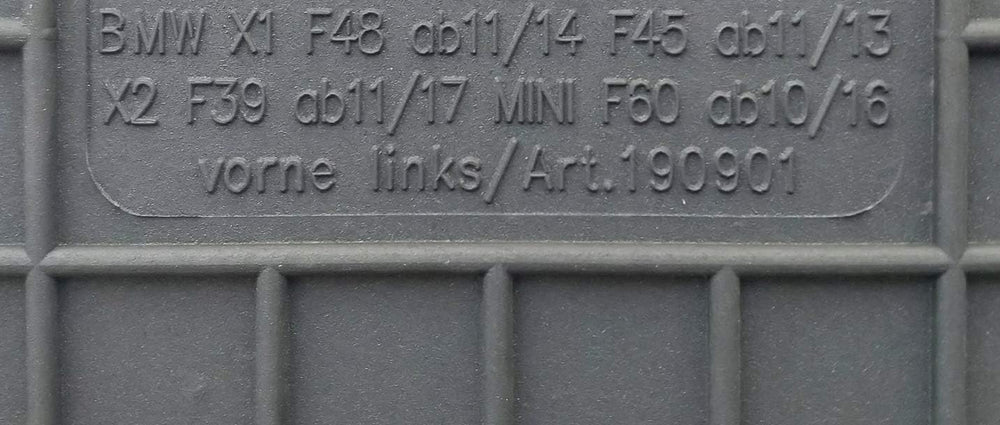 BMW X1 F48 ab11/14 F45 ab11/13
X2 F39 ab11/17 MINI F60 ab10/16
vorne links/Art.190901